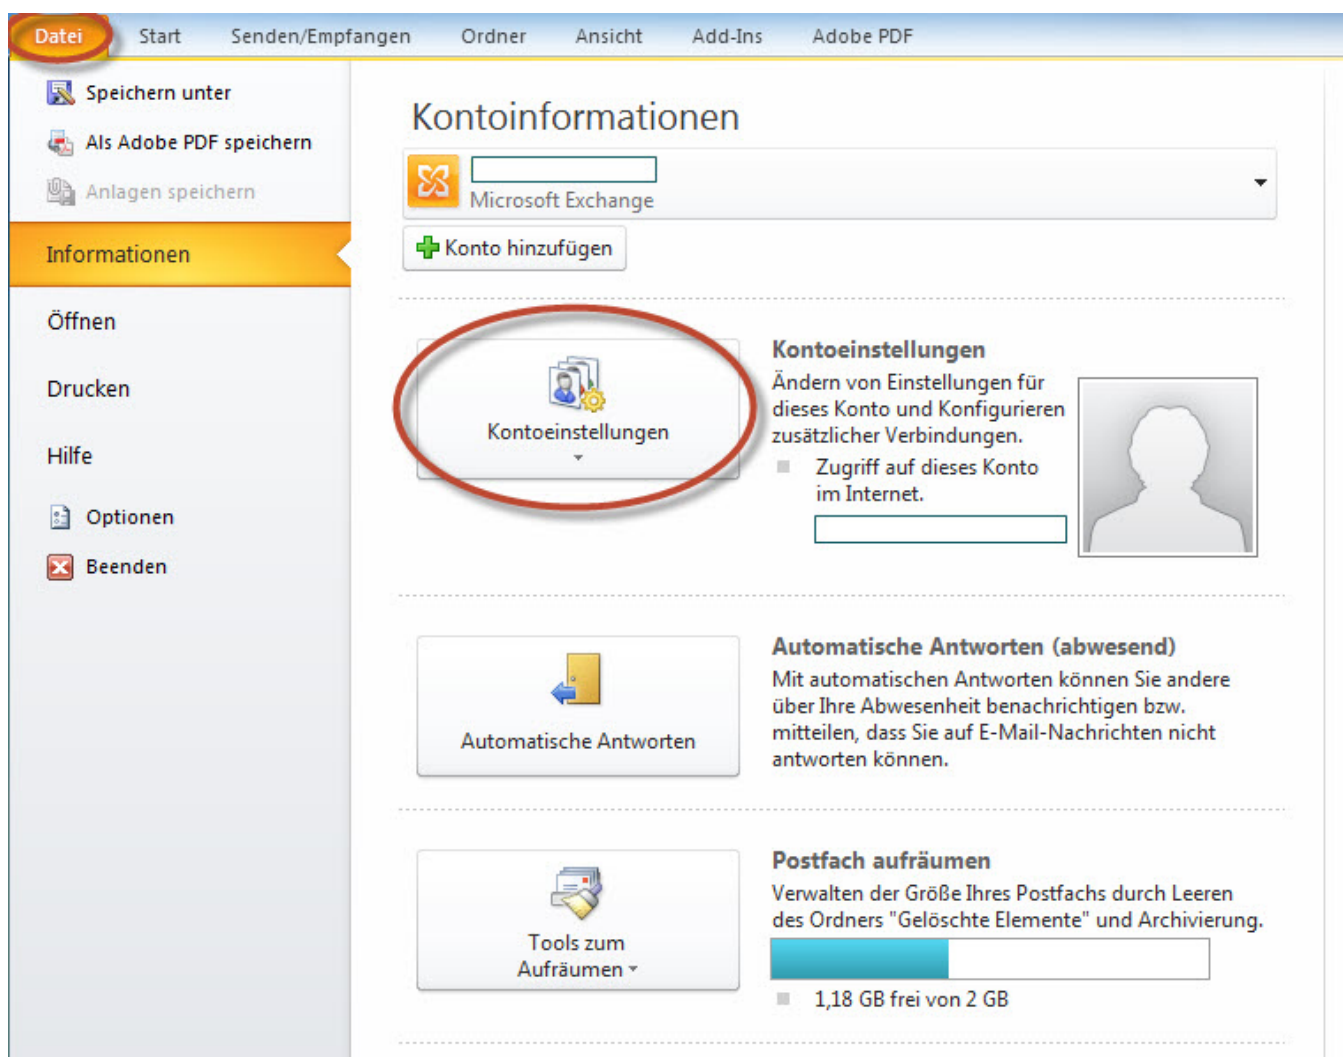 Datei Start Senden/Empfangen Ordner Ansicht Add-Ins Adobe PDF
Speichern unter
Als Adobe PDF speichern
Anlagen speichern
Informationen
Öffnen
Drucken
Hilfe
Optionen
Beenden
Kontoinformationen
Microsoft Exchange
Konto hinzufügen
Kontoeinstellungen
Kontoeinstellungen
Ändern von Einstellungen für
dieses Konto und Konfigurieren
zusätzlicher Verbindungen.
Zugriff auf dieses Konto
im Internet.
Automatische Antworten
Automatische Antworten (abwesend)
Mit automatischen Antworten können Sie andere
über Ihre Abwesenheit benachrichtigen bzw.
mitteilen, dass Sie auf E-Mail-Nachrichten nicht
antworten können.
Tools zum
Aufräumen
Postfach aufräumen
Verwalten der Größe Ihres Postfachs durch Leeren
des Ordners "Gelöschte Elemente" und Archivierung.
1,18 GB frei von 2 GB